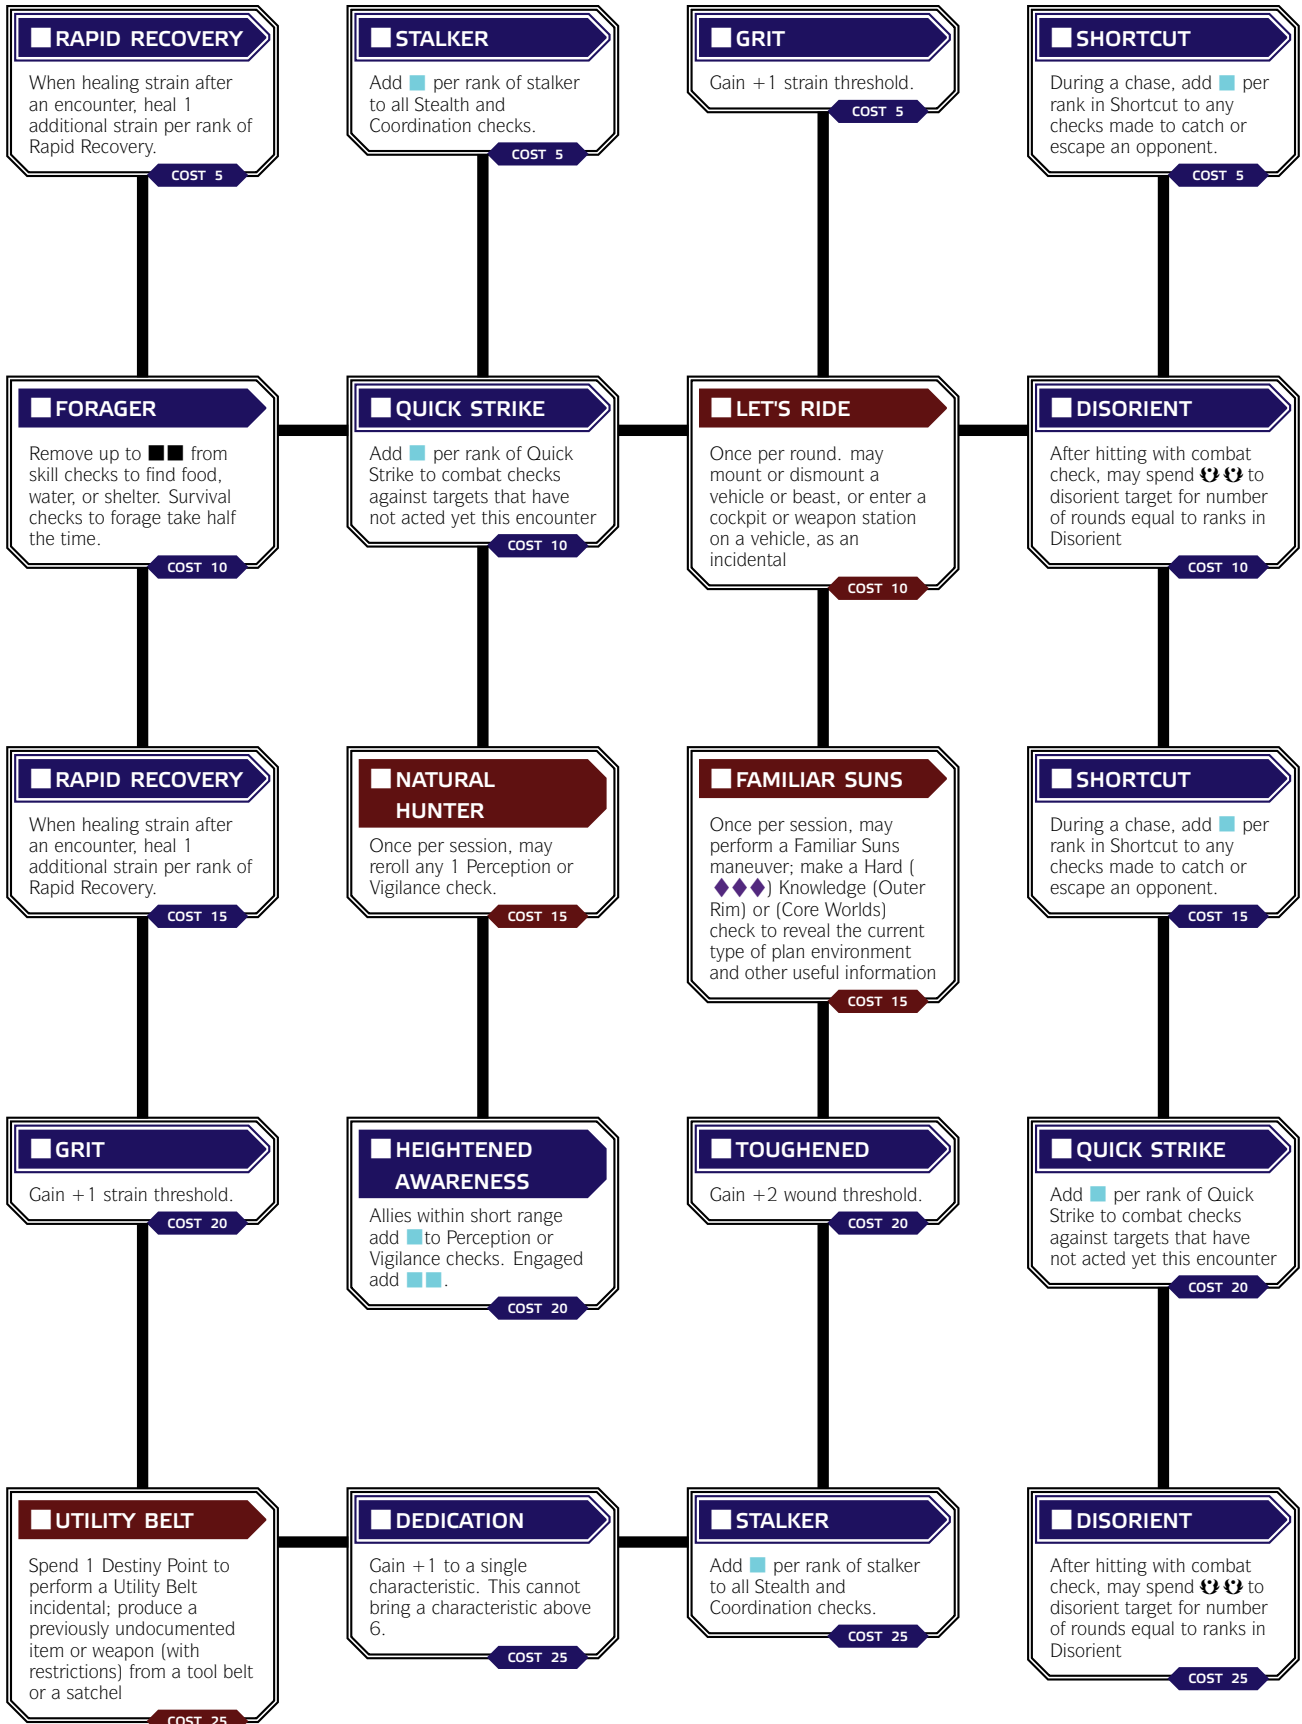 RAPID RECOVERY
When healing strain after
an encounter, heal 1
additional strain per rank of
Rapid Recovery.
COST 5
STALKER
Add per rank of stalker
to all Stealth and
Coordination checks.
COST 5
GRIT
Gain +1 strain threshold.
COST 5
SHORTCUT
During a chase, add per
rank in Shortcut to any
checks made to catch or
escape an opponent.
COST 5
FORAGER
Remove up to from
skill checks to find food,
water, or shelter. Survival
checks to forage take half
the time.
COST 10
QUICK STRIKE
Add per rank of Quick
Strike to combat checks
against targets that have
not acted yet this encounter
COST 10
LET'S RIDE
Once per round. may
mount or dismount a
vehicle or beast, or enter a
cockpit or weapon station
on a vehicle, as an
incidental
COST 10
DISORIENT
After hitting with combat
check, may spend to
disorient target for number
of rounds equal to ranks in
Disorient
COST 10
RAPID RECOVERY
When healing strain after
an encounter, heal 1
additional strain per rank of
Rapid Recovery.
COST 15
NATURAL
HUNTER
Once per session, may
reroll any 1 Perception or
Vigilance check.
COST 15
FAMILIAR SUNS
Once per session, may
perform a Familiar Suns
maneuver; make a Hard (
♦♦♦) Knowledge (Outer
Rim) or (Core Worlds)
check to reveal the current
type of plan environment
and other useful information
COST 15
SHORTCUT
During a chase, add per
rank in Shortcut to any
checks made to catch or
escape an opponent.
COST 15
GRIT
Gain +1 strain threshold.
COST 20
HEIGHTENED
AWARENESS
Allies within short range
add to Perception or
Vigilance checks. Engaged
add .
COST 20
TOUGHENED
Gain +2 wound threshold.
COST 20
QUICK STRIKE
Add per rank of Quick
Strike to combat checks
against targets that have
not acted yet this encounter
COST 20
UTILITY BELT
Spend 1 Destiny Point to
perform a Utility Belt
incidental; produce a
previously undocumented
item or weapon (with
restrictions) from a tool belt
or a satchel
COST 25
DEDICATION
Gain +1 to a single
characteristic. This cannot
bring a characteristic above
6.
COST 25
STALKER
Add per rank of stalker
to all Stealth and
Coordination checks.
COST 25
DISORIENT
After hitting with combat
check, may spend to
disorient target for number
of rounds equal to ranks in
Disorient
COST 25